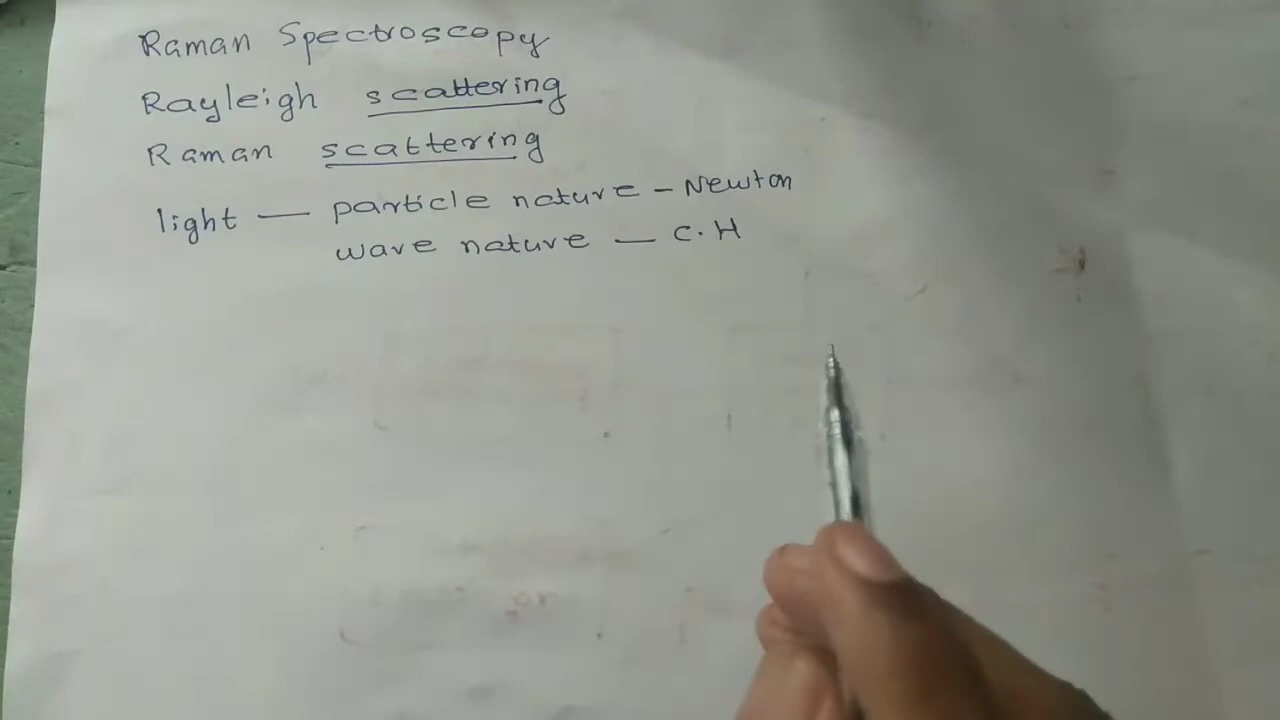 Raman Spectroscopy
Rayleigh scattering
Raman scattering
light — particle nature - Newton
wave nature — C.H